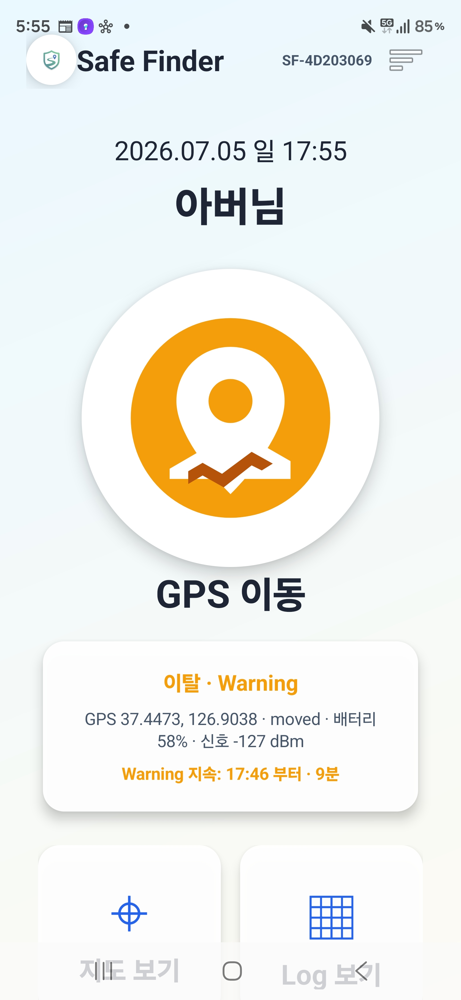 5:55
5G
85%
Safe Finder
SF-4D203069
2026.07.05 일 17:55
아버님
GPS 이동
이탈 · Warning
GPS 37.4473, 126.9038 · moved · 배터리
58% · 신호 -127 dBm
Warning 지속: 17:46 부터 · 9분
지도 보기
Log 보기